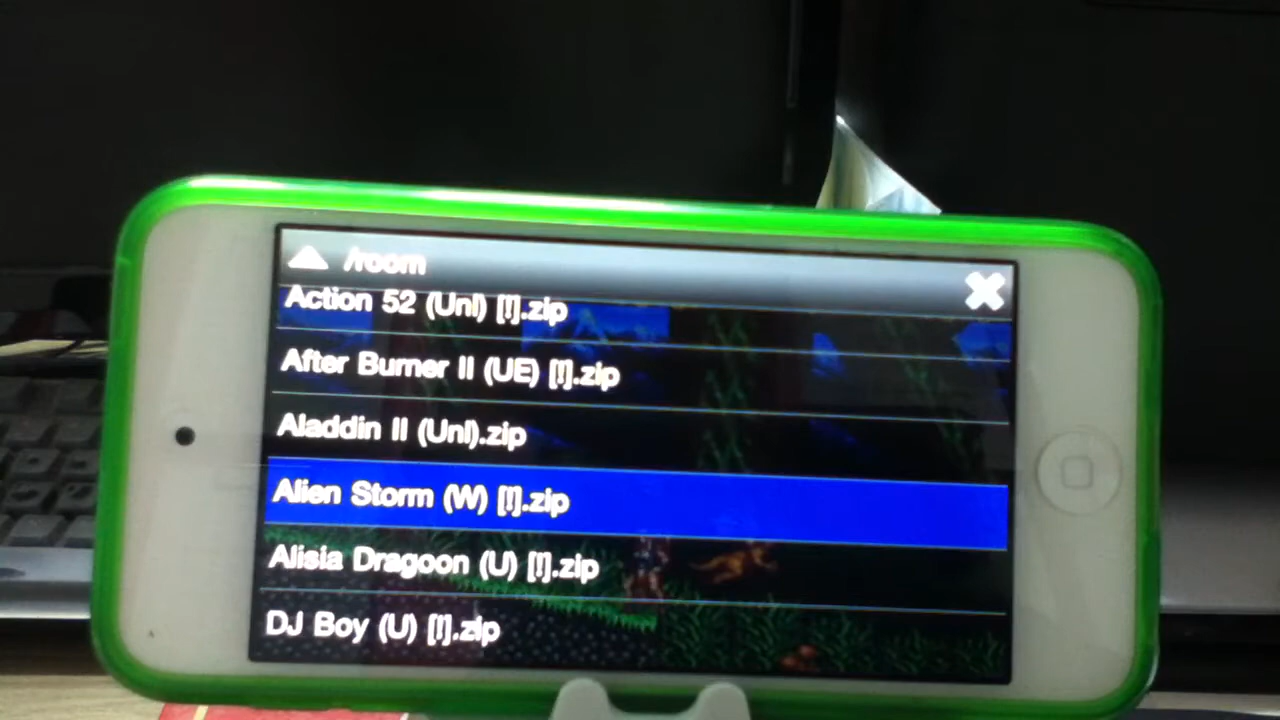 /room
Action 52 (Unl) [!].zip
After Burner II (UE) [!].zip
Aladdin II (Unl).zip
Alien Storm (W) [!].zip
Alisia Dragoon (U) [!].zip
DJ Boy (U) [!].zip